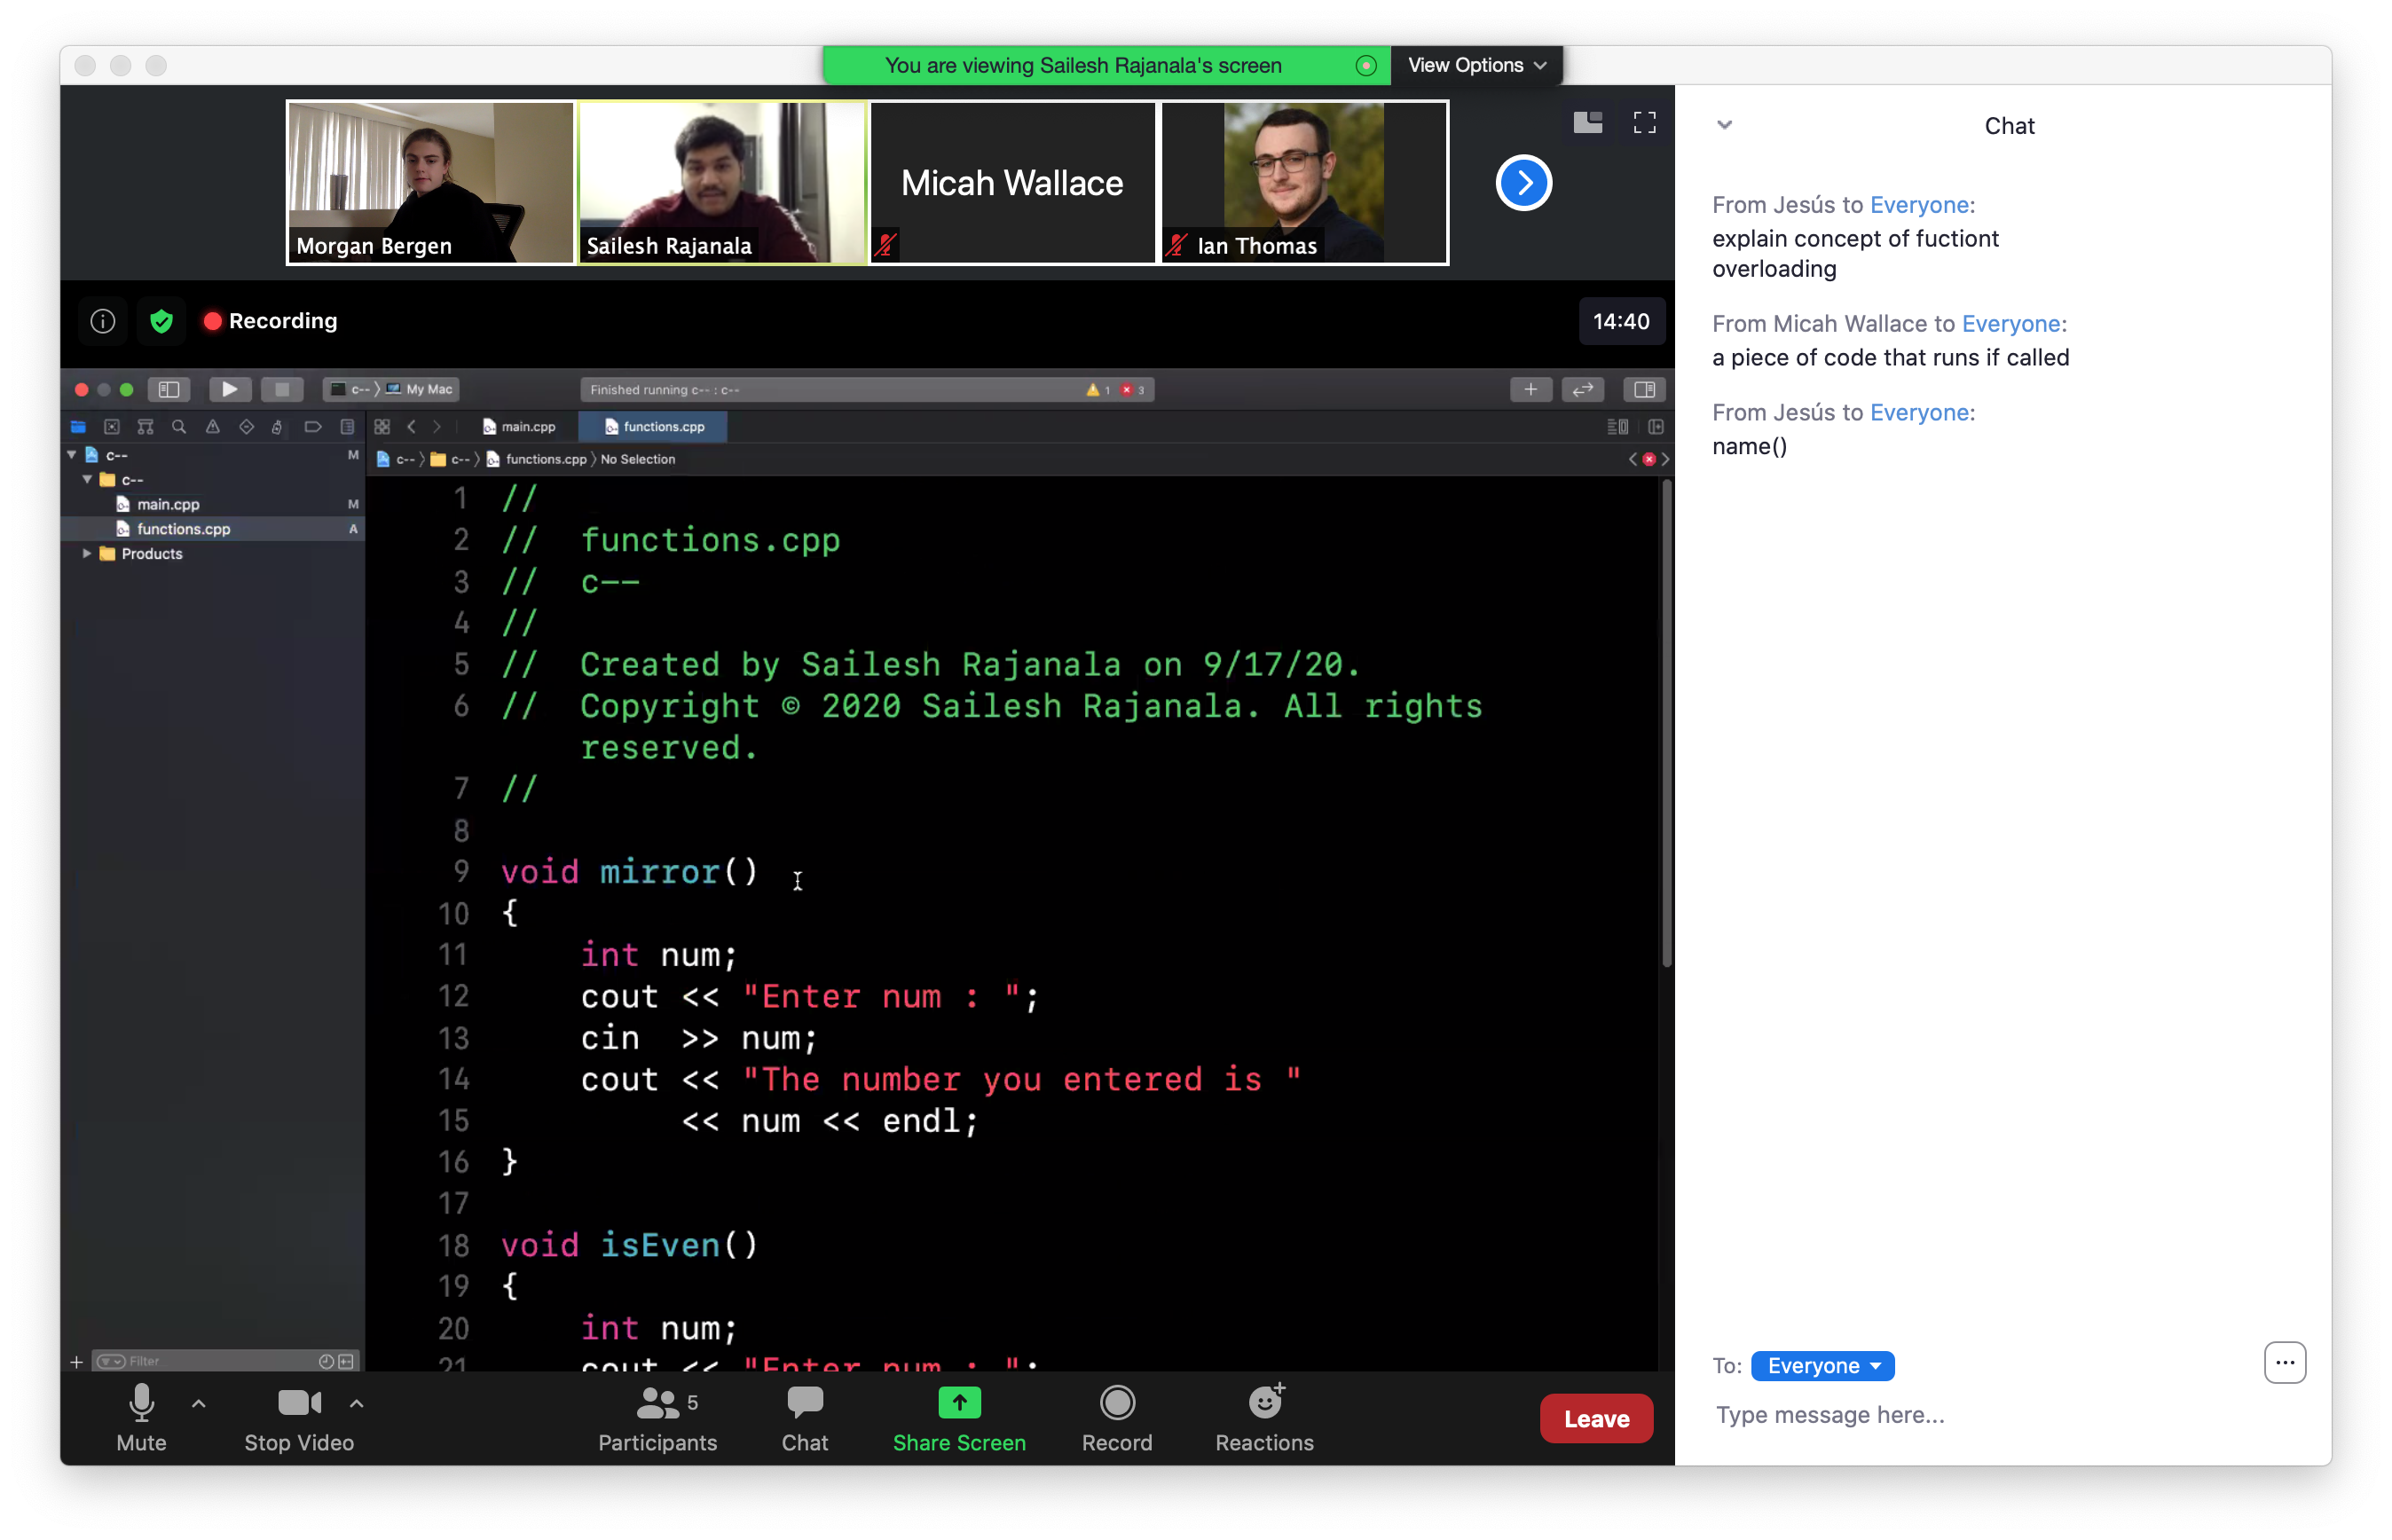 You are viewing Sailesh Rajanala's screen
View Options
Morgan Bergen
Sailesh Rajanala
Micah Wallace
Ian Thomas
Recording
14:40
c-- 〉 My Mac
Finished running c-- : c--
1
3
main.cpp
functions.cpp
c-- 〉 c-- 〉 functions.cpp 〉 No Selection
c--
M
c--
main.cpp
M
functions.cpp
A
Products
Filter
1 //
2 //  functions.cpp
3 //  c--
4 //
5 //  Created by Sailesh Rajanala on 9/17/20.
6 //  Copyright © 2020 Sailesh Rajanala. All rights
reserved.
7 //
8
9 void mirror()
10 {
11     int num;
12     cout << "Enter num : ";
13     cin  >> num;
14     cout << "The number you entered is "
15          << num << endl;
16 }
17
18 void isEven()
19 {
20     int num;
21     cout << "Enter num : ";
Mute
Stop Video
5
Participants
Chat
Share Screen
Record
Reactions
Leave
Chat
From Jesús to Everyone:
explain concept of fuctiont
overloading
From Micah Wallace to Everyone:
a piece of code that runs if called
From Jesús to Everyone:
name()
To: Everyone
Type message here...